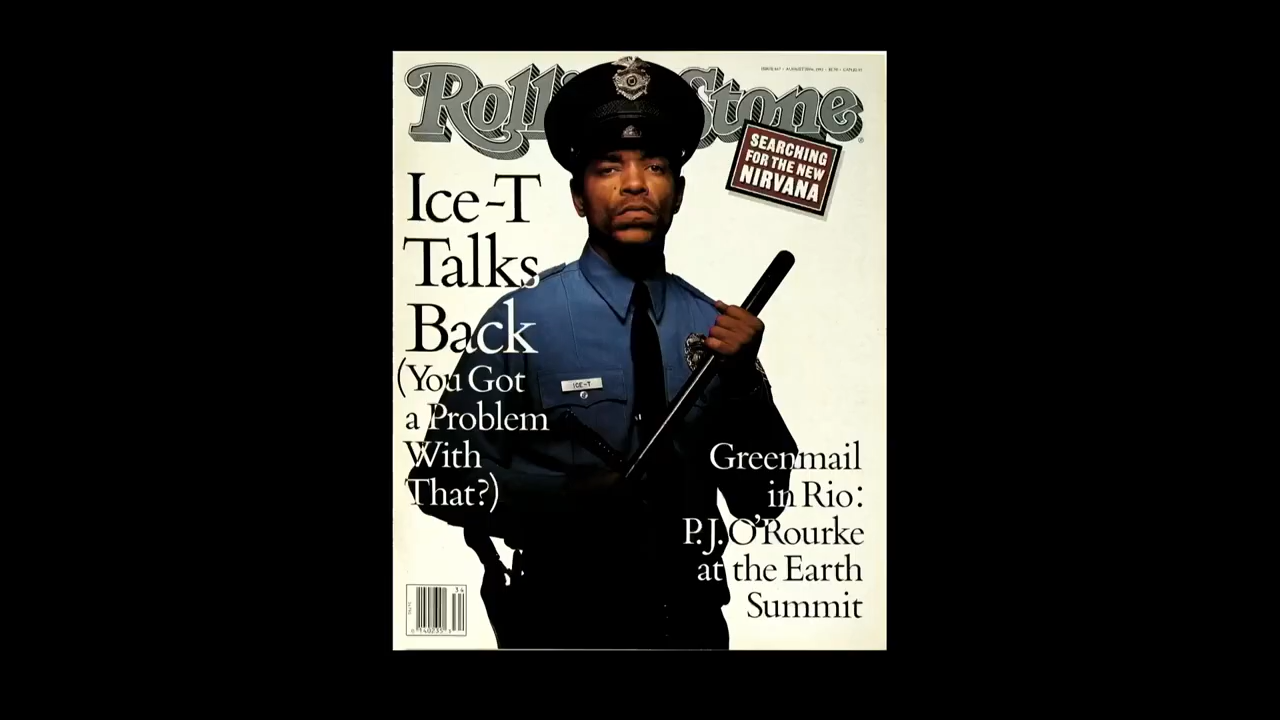 Rolling Stone
SEARCHING
FOR THE NEW
NIRVANA
Ice-T
Talks
Back
(You Got
a Problem
With
That?)
ICE-T
Greenmail
in Rio:
P.J. O'Rourke
at the Earth
Summit
34